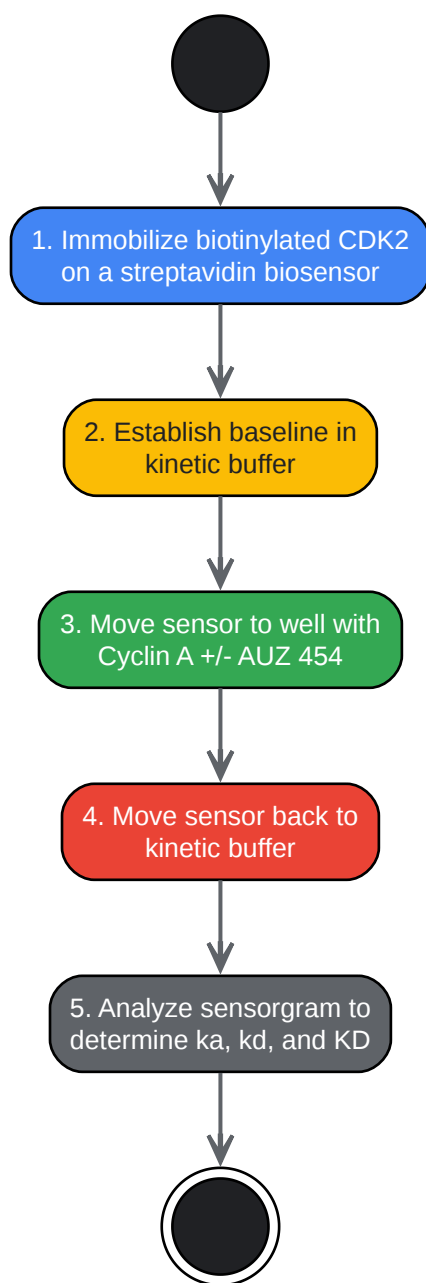 1. Immobilize biotinylated CDK2
on a streptavidin biosensor
2. Establish baseline in
kinetic buffer
3. Move sensor to well with
Cyclin A +/- AUZ 454
4. Move sensor back to
kinetic buffer
5. Analyze sensorgram to
determine ka, kd, and KD